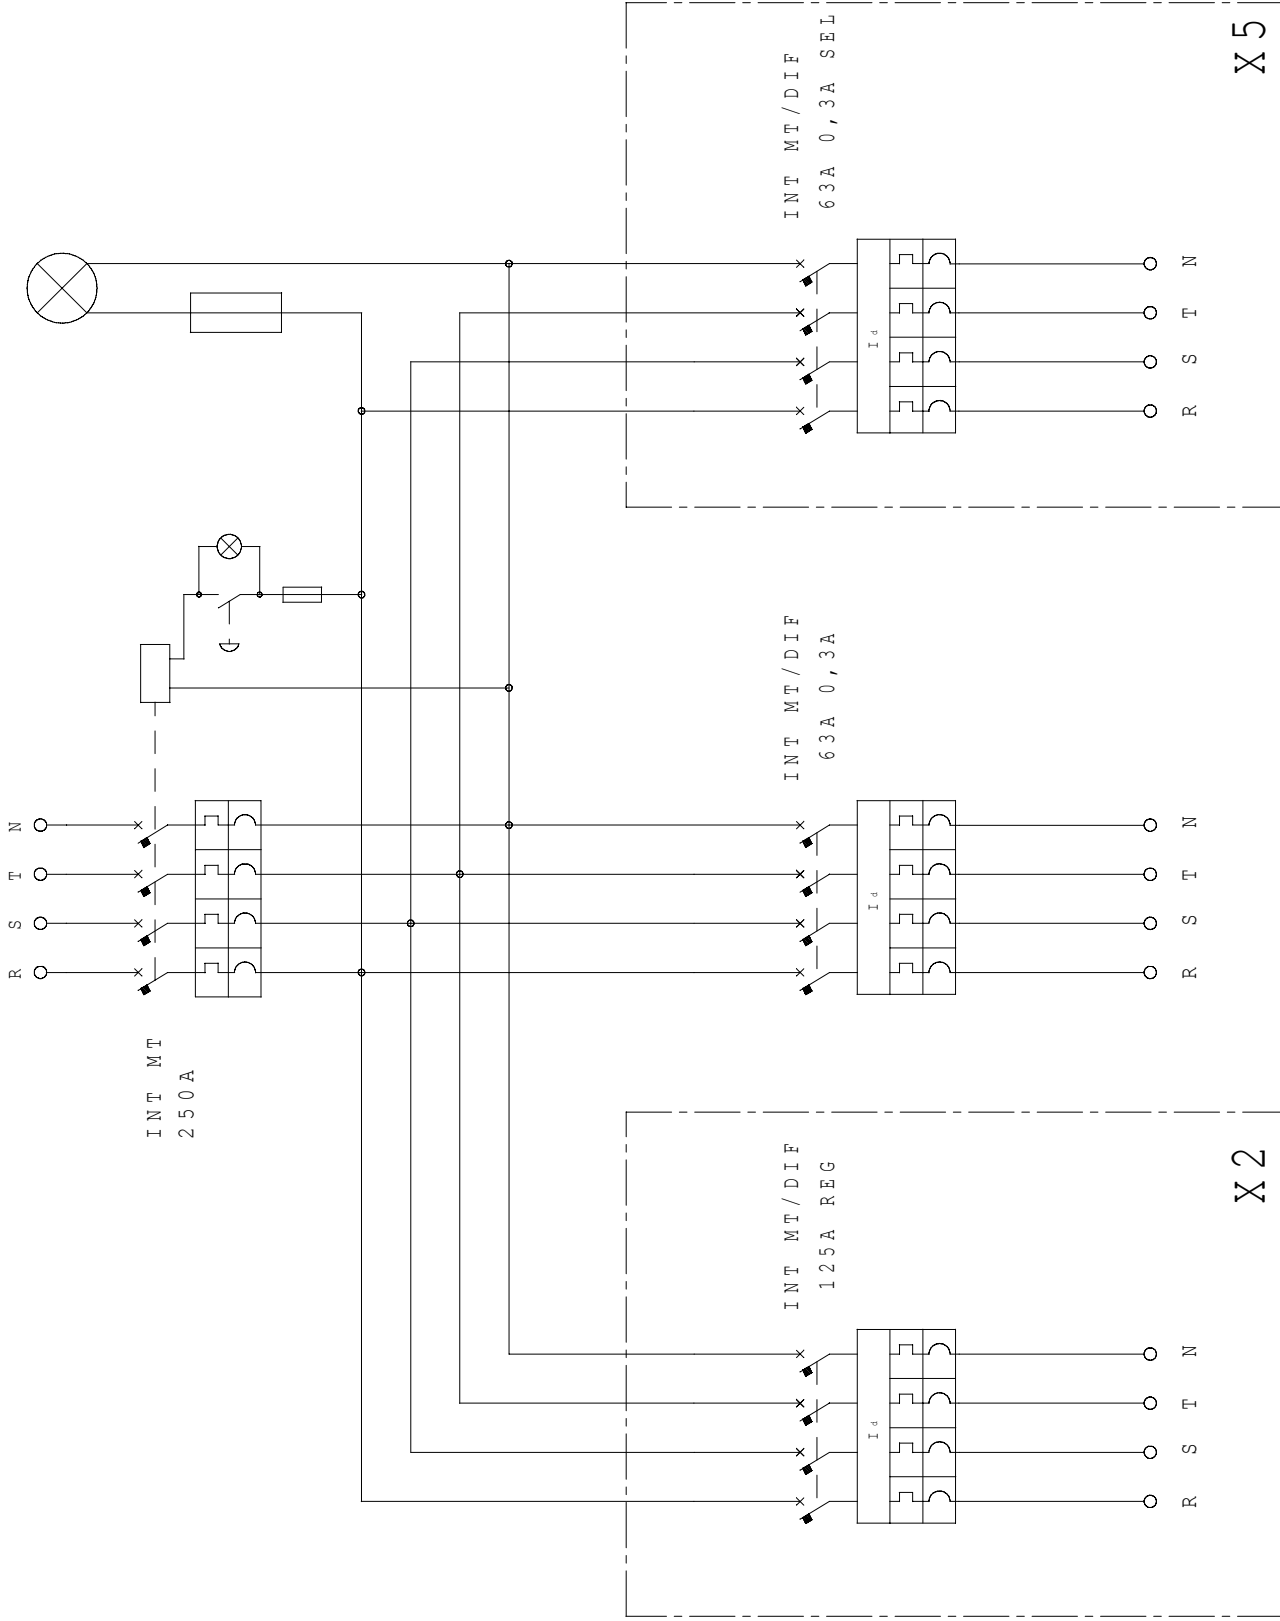 R S T N
INT MT
250A
INT MT/DIF
125A REG
Id
R S T N
X2
INT MT/DIF
63A 0,3A
Id
R S T N
INT MT/DIF
63A 0,3A SEL
Id
R S T N
X5